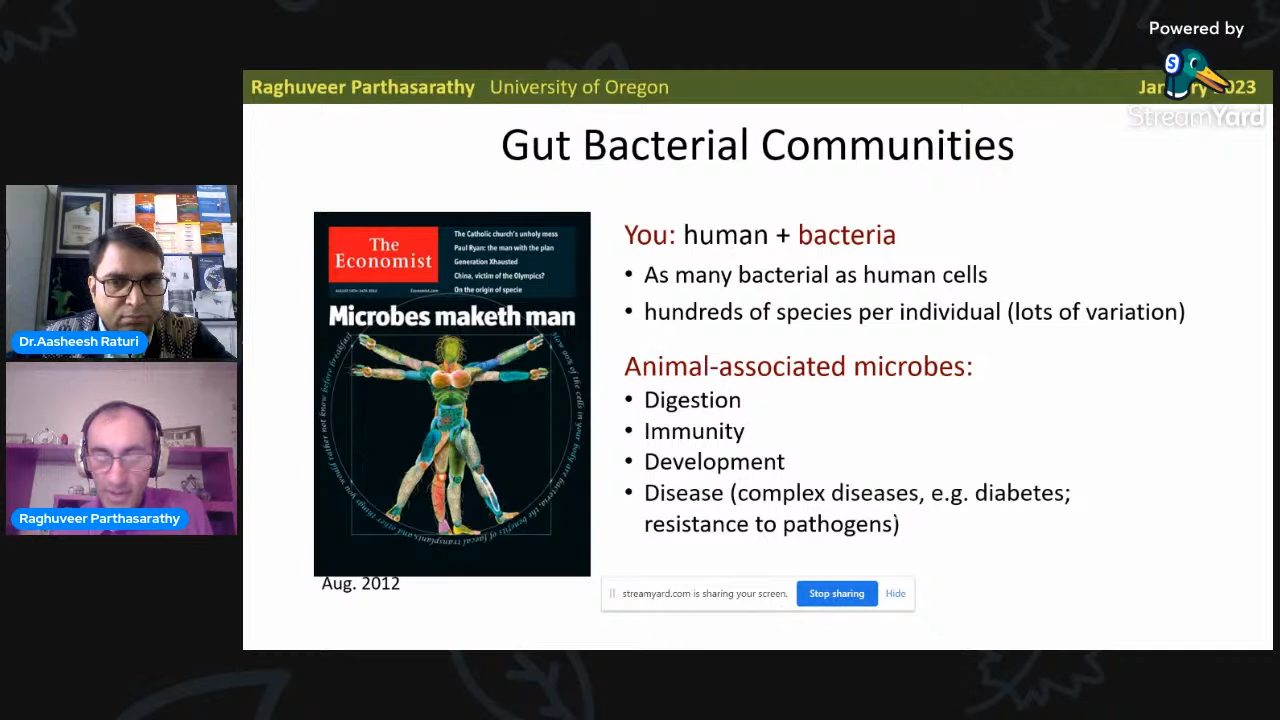 Powered by
StreamYard
Raghuveer Parthasarathy University of Oregon
2023
Gut Bacterial Communities
The Economist
The Catholic church's unholy mess
Paul Ryan: the man with the plan
Generation Xhausted
China, victim of the Olympics?
On the origin of specie
Economist.com
Microbes maketh man
Aug. 2012
You: human + bacteria
• As many bacterial as human cells
• hundreds of species per individual (lots of variation)
Animal-associated microbes:
• Digestion
• Immunity
• Development
• Disease (complex diseases, e.g. diabetes;
resistance to pathogens)
streamyard.com is sharing your screen.
Stop sharing
Hide
Dr.Aasheesh Raturi
Raghuveer Parthasarathy